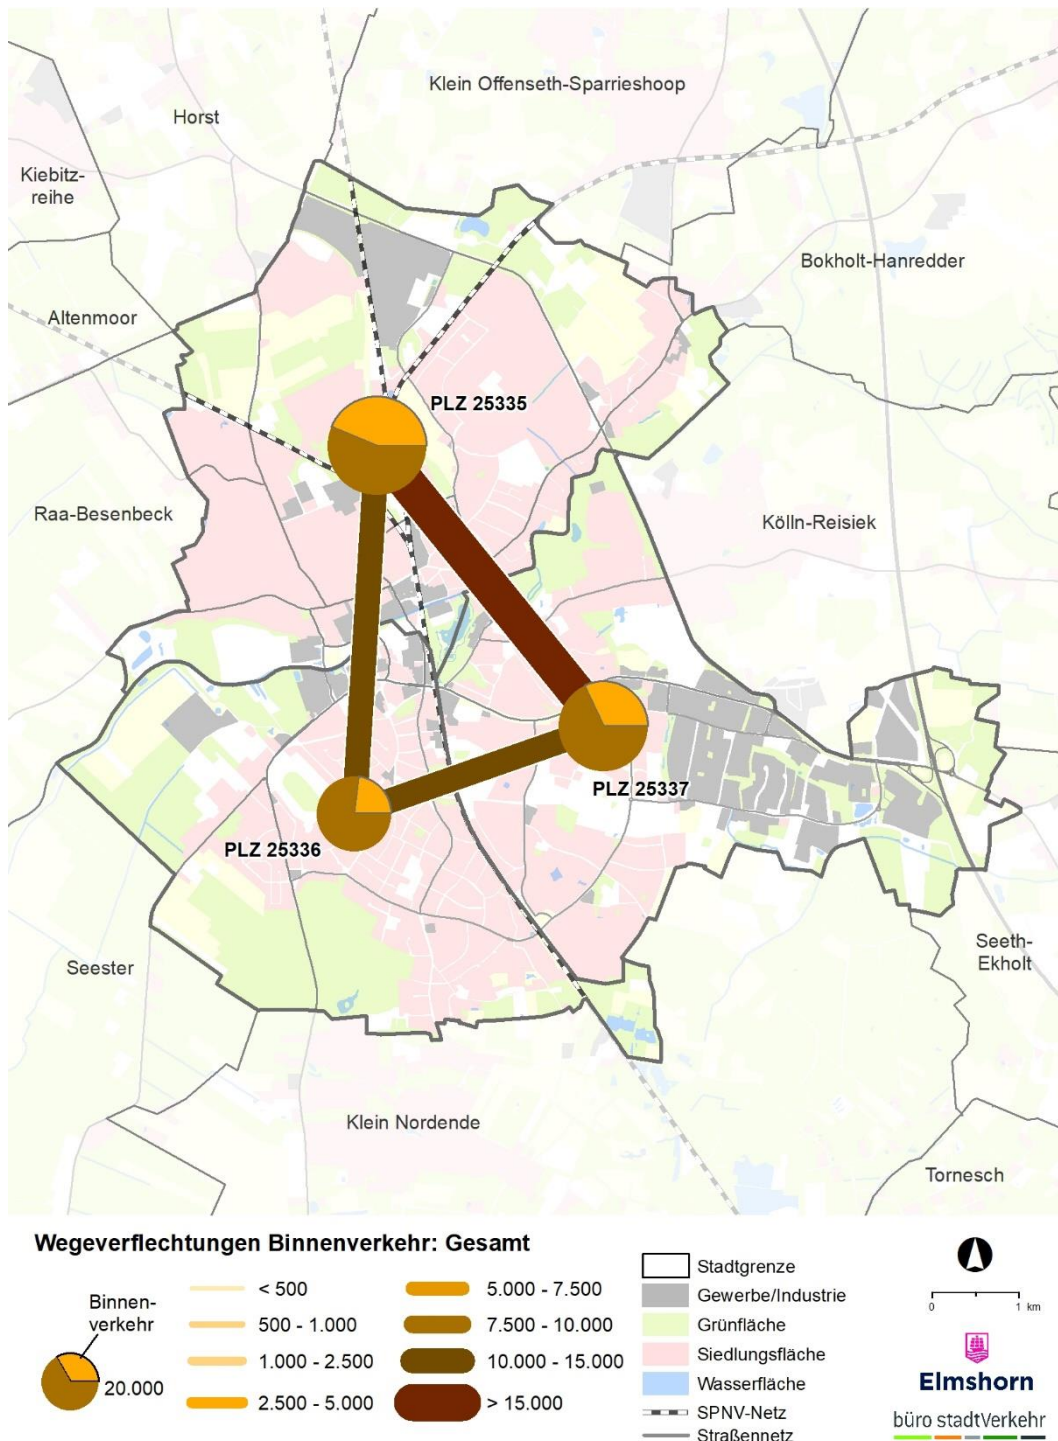 Klein Offenseth-Sparrieshoop
Horst
Kiebitz-
reihe
Bokholt-Hanredder
Altenmoor
PLZ 25335
Raa-Besenbeck
Kölln-Reisiek
PLZ 25337
PLZ 25336
Seester
Seeth-
Ekholt
Klein Nordende
Tornesch
Wegeverflechtungen Binnenverkehr: Gesamt
Binnen-
verkehr
20.000
< 500
500 - 1.000
1.000 - 2.500
2.500 - 5.000
5.000 - 7.500
7.500 - 10.000
10.000 - 15.000
> 15.000
Stadtgrenze
Gewerbe/Industrie
Grünfläche
Siedlungsfläche
Wasserfläche
SPNV-Netz
Straßennetz
0 1 km
Elmshorn
büro stadtVerkehr